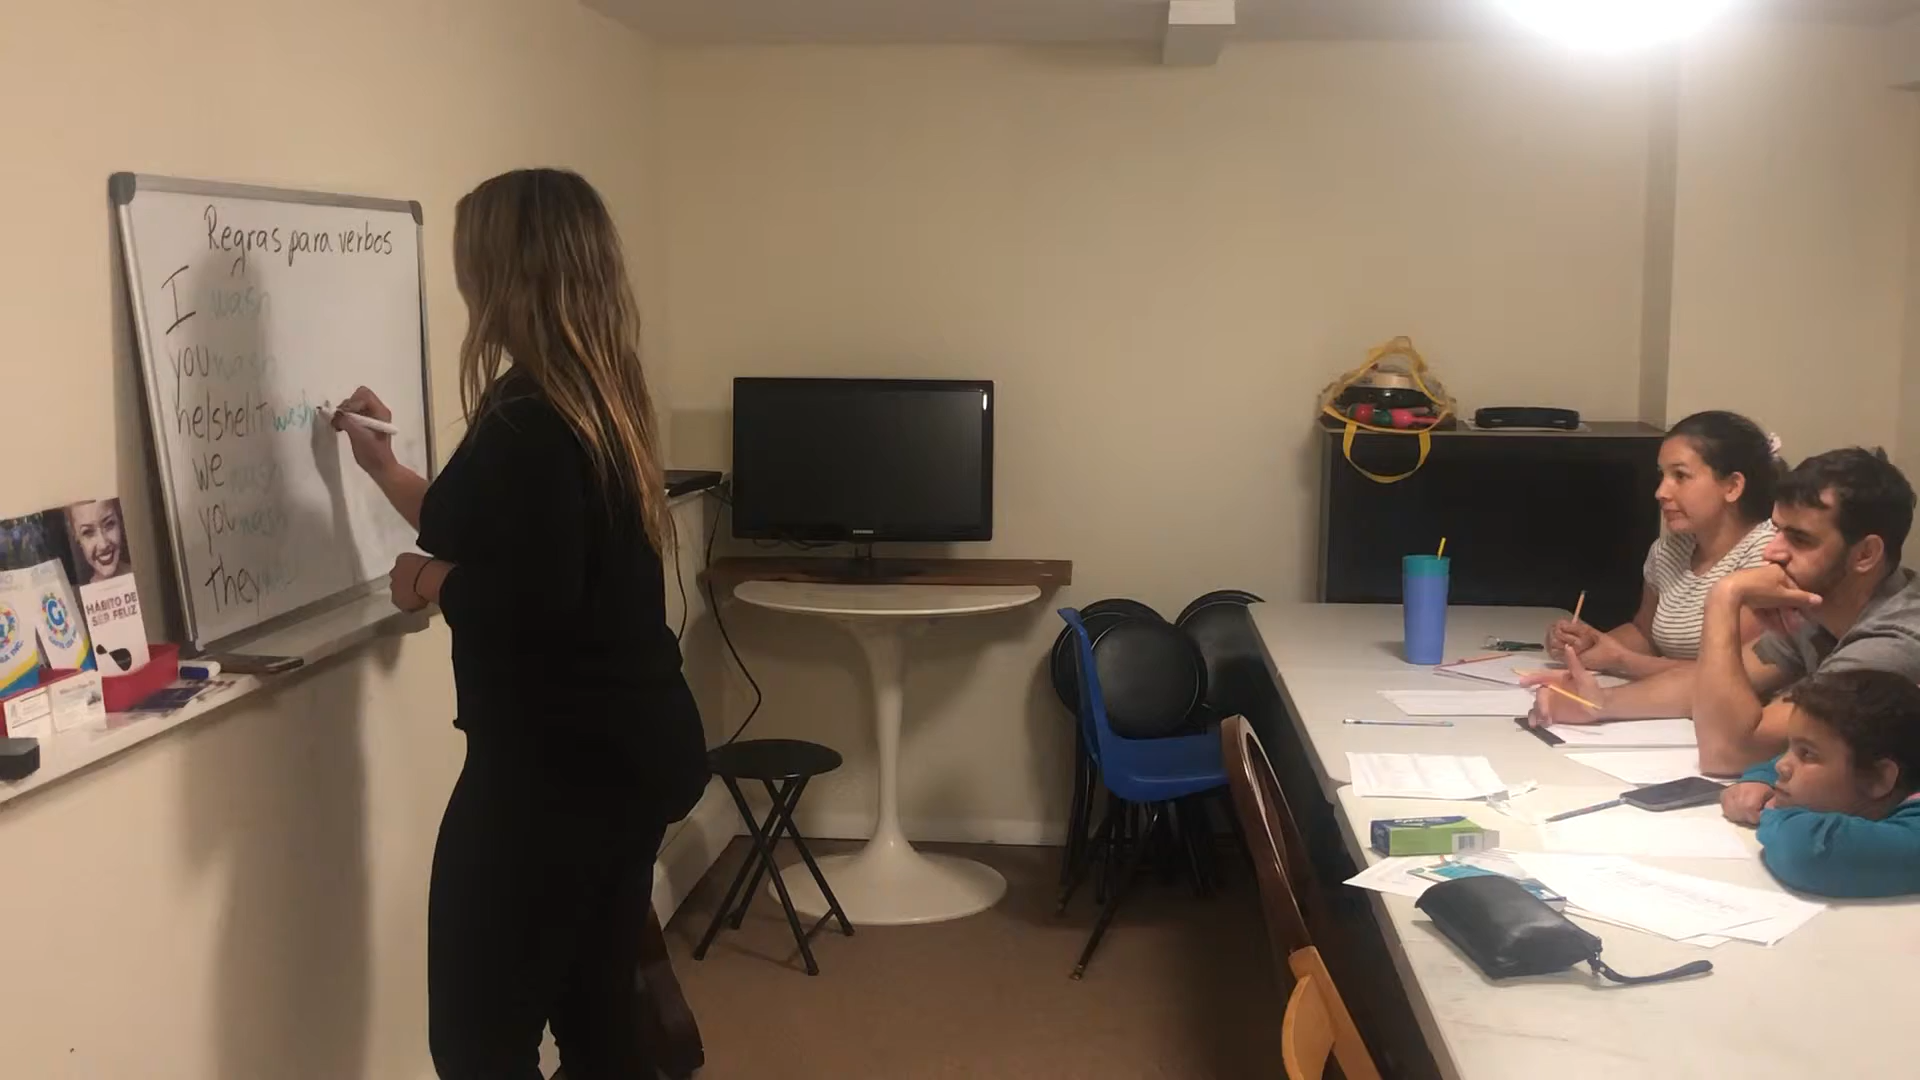 Regras para verbos
I wash
you wash
he/she/it wash
we wash
you wash
they
HÁBITO DE
SER FELIZ
G
SAMSUNG